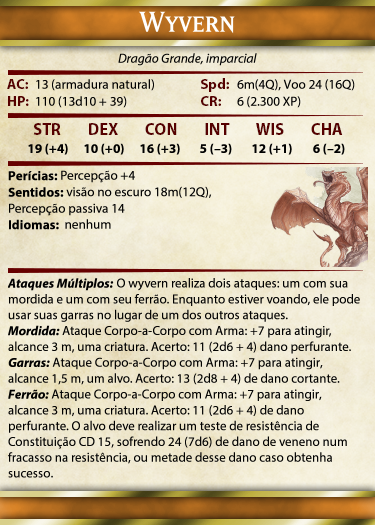 WYVERN
Dragão Grande, imparcial
AC: 13 (armadura natural) Spd: 6m(4Q), Voo 24 (16Q)
HP: 110 (13d10 + 39) CR: 6 (2.300 XP)
STR DEX CON INT WIS CHA
19 (+4) 10 (+0) 16 (+3) 5 (–3) 12 (+1) 6 (–2)
Perícias: Percepção +4
Sentidos: visão no escuro 18m(12Q),
Percepção passiva 14
Idiomas: nenhum
Ataques Múltiplos: O wyvern realiza dois ataques: um com sua
mordida e um com seu ferrão. Enquanto estiver voando, ele pode
usar suas garras no lugar de um dos outros ataques.
Mordida: Ataque Corpo-a-Corpo com Arma: +7 para atingir,
alcance 3 m, uma criatura. Acerto: 11 (2d6 + 4) dano perfurante.
Garras: Ataque Corpo-a-Corpo com Arma: +7 para atingir,
alcance 1,5 m, um alvo. Acerto: 13 (2d8 + 4) de dano cortante.
Ferrão: Ataque Corpo-a-Corpo com Arma: +7 para atingir,
alcance 3 m, uma criatura. Acerto: 11 (2d6 + 4) de dano
perfurante. O alvo deve realizar um teste de resistência de
Constituição CD 15, sofrendo 24 (7d6) de dano de veneno num
fracasso na resistência, ou metade desse dano caso obtenha
sucesso.